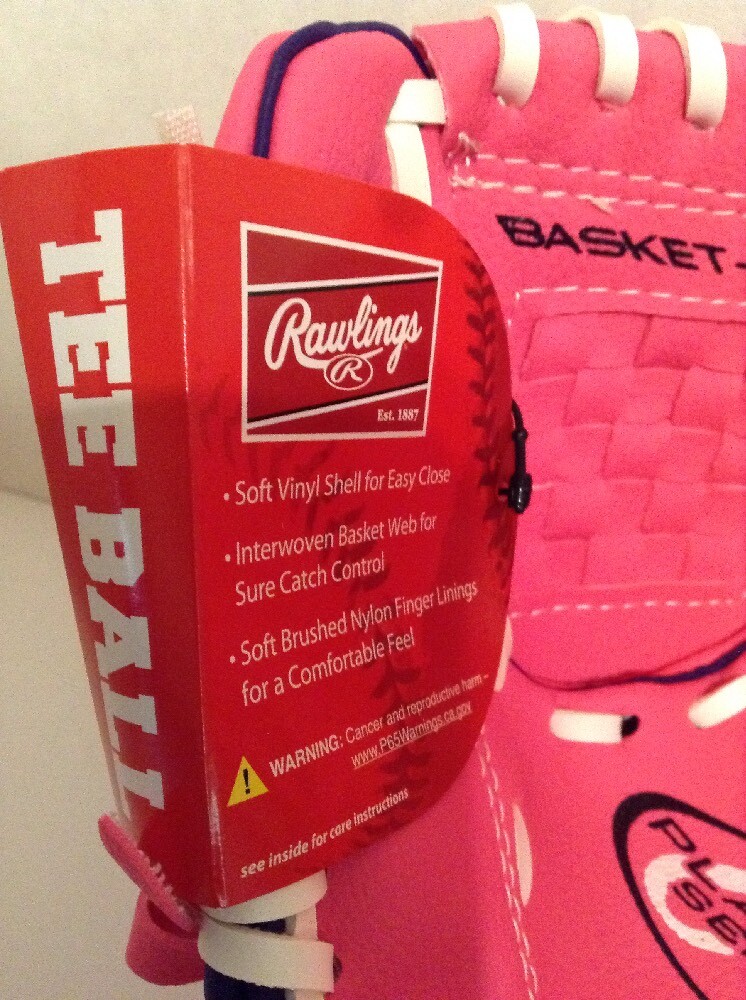 TEE BALL
Rawlings
R
Est. 1887
• Soft Vinyl Shell for Easy Close
• Interwoven Basket Web for
Sure Catch Control
• Soft Brushed Nylon Finger Linings
for a Comfortable Feel
! WARNING: Cancer and reproductive harm –
www.P65Warnings.ca.gov
see inside for care instructions
BASKET-